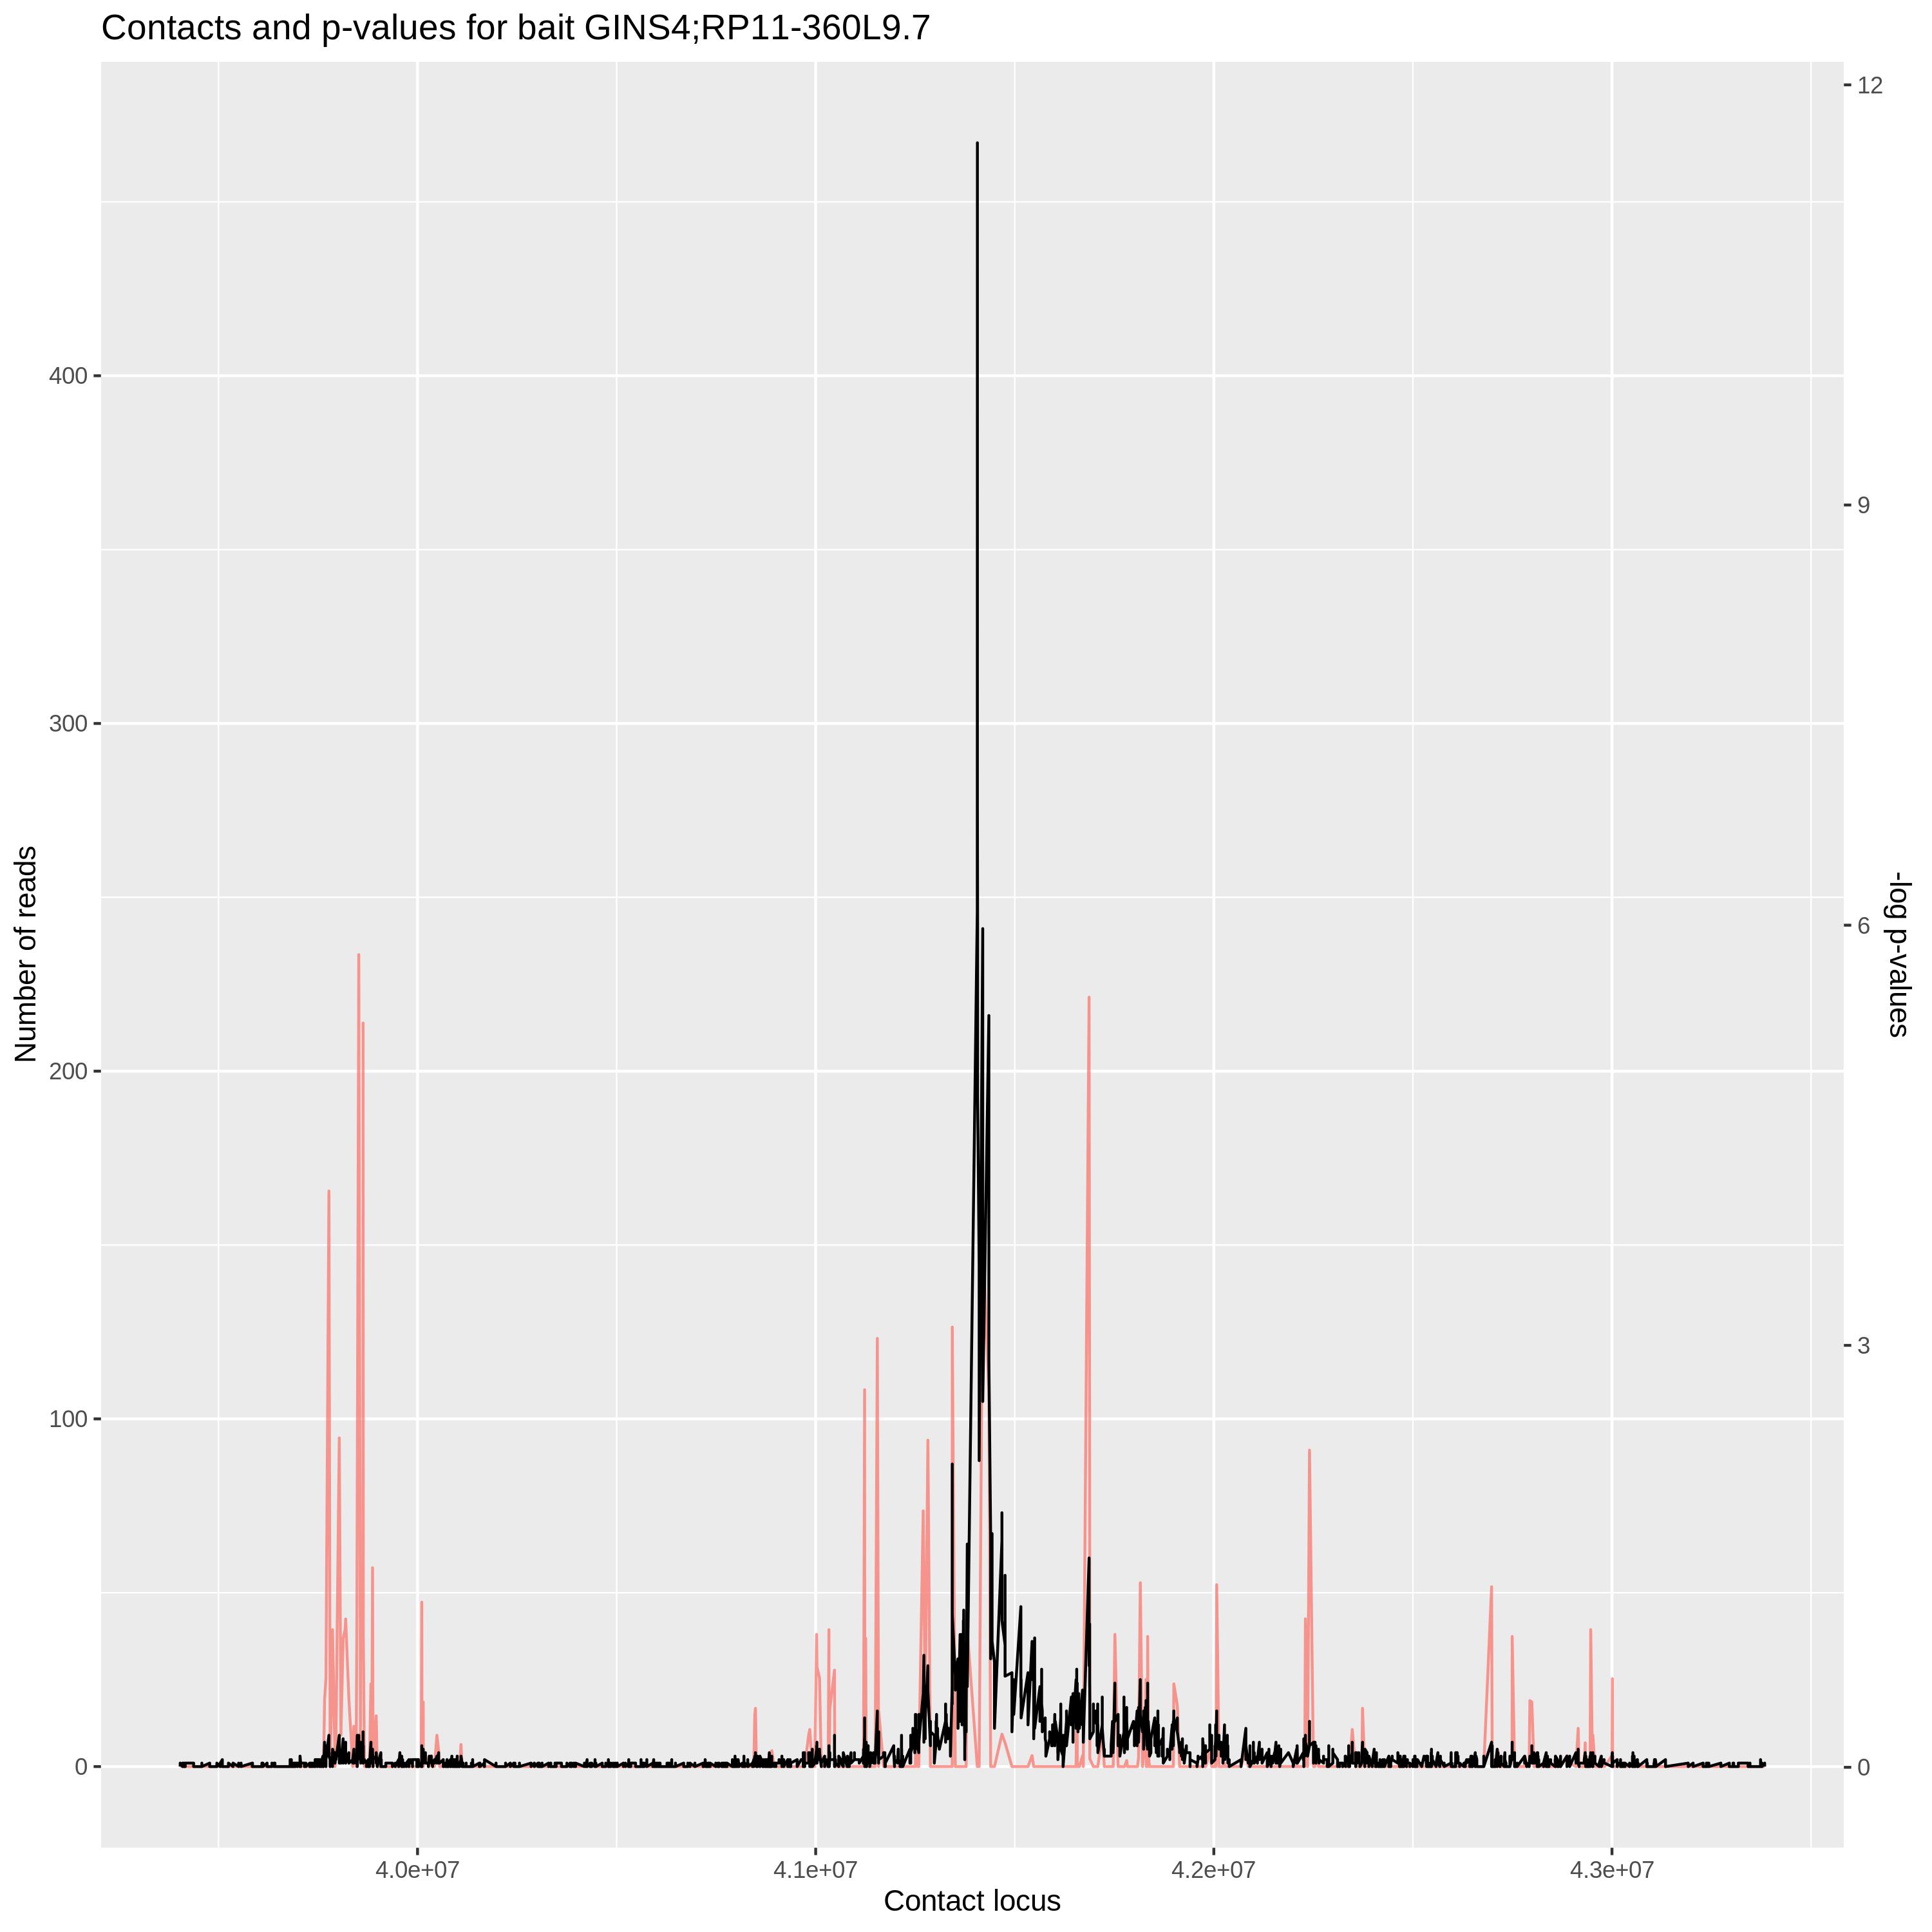 Contacts and p-values for bait GINS4;RP11-360L9.7
12
400
9
300
Number of reads
6
-log p-values
200
3
100
0
0
4.0e+07
4.1e+07
4.2e+07
4.3e+07
Contact locus